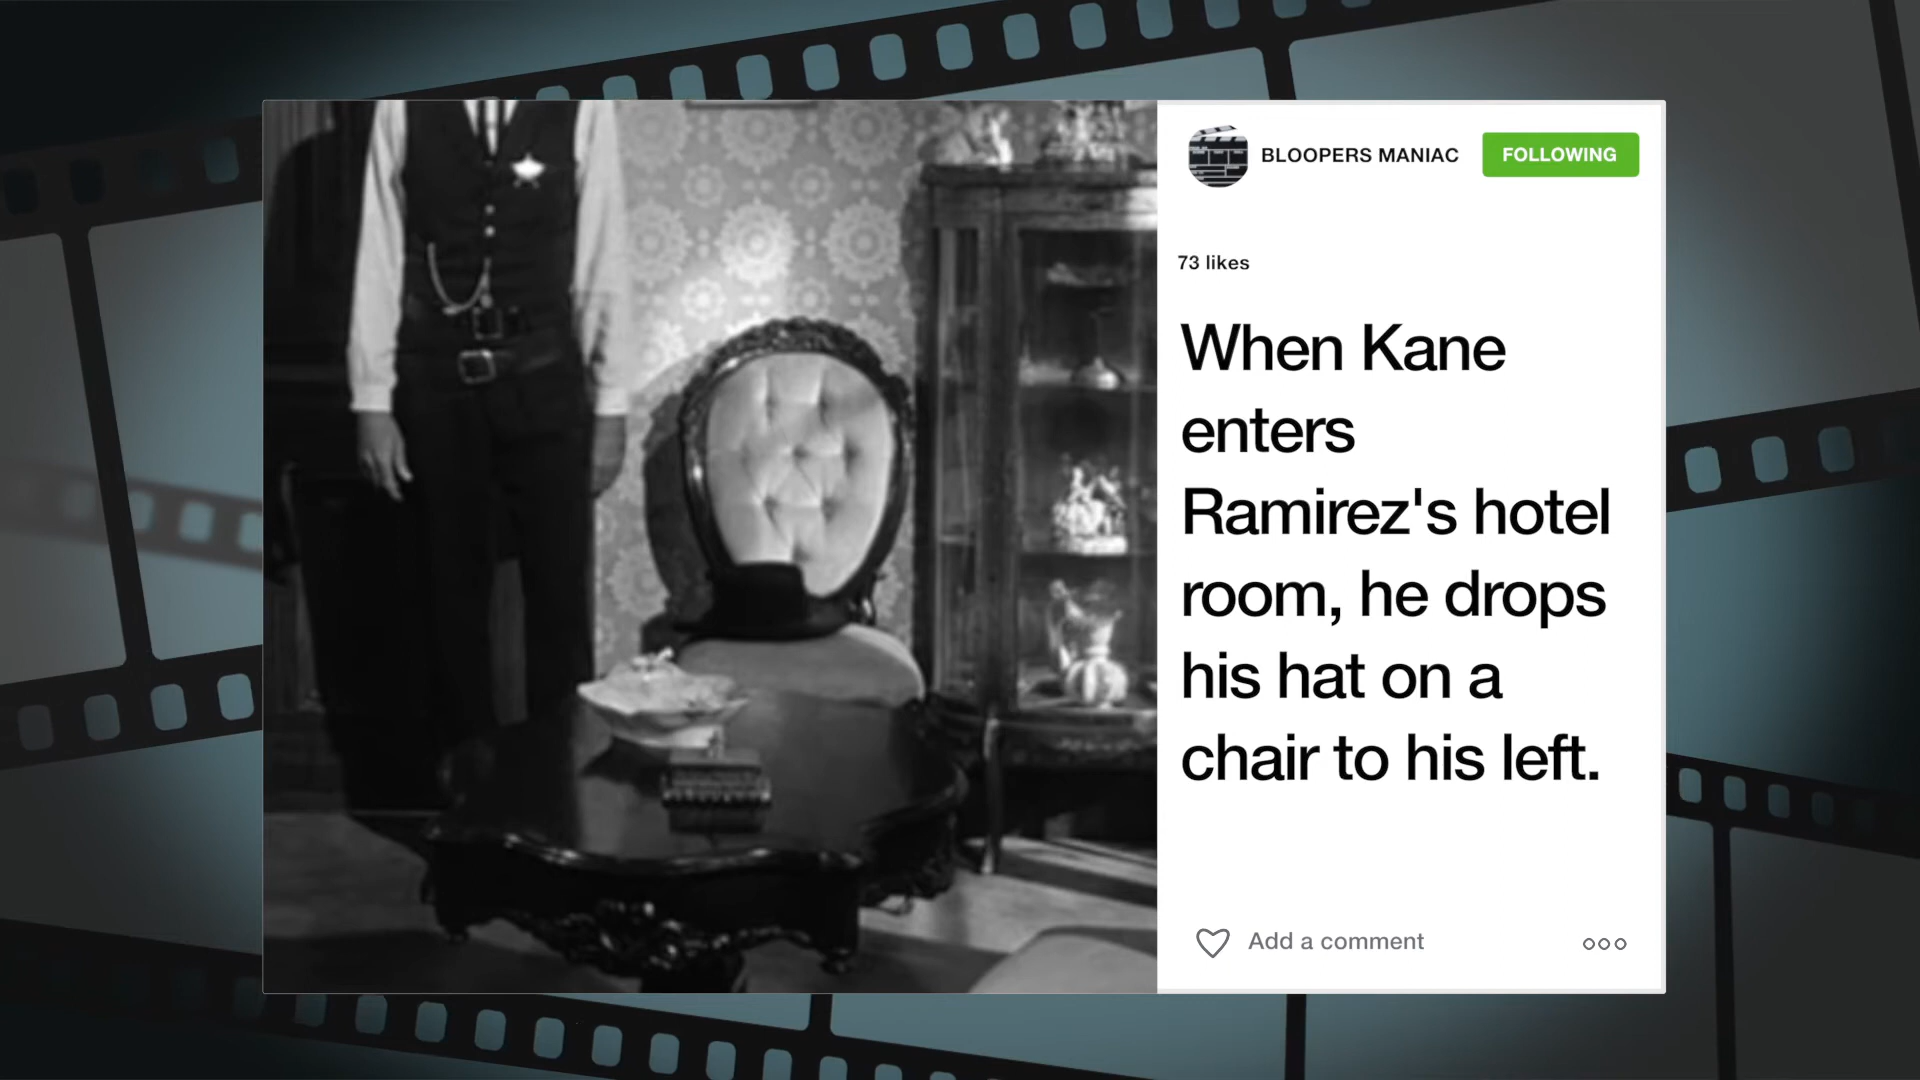 BLOOPERS MANIAC
FOLLOWING
73 likes
When Kane
enters
Ramirez's hotel
room, he drops
his hat on a
chair to his left.
Add a comment